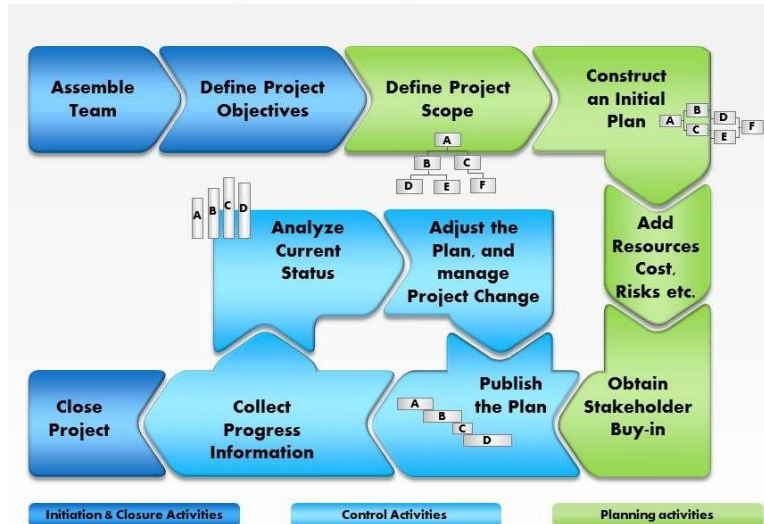 Assemble
Team
Define Project
Objectives
Define Project
Scope
A
B C
D E F
Construct
an Initial
Plan
B
A D
C F
E
Add
Resources
Cost,
Risks etc.
Obtain
Stakeholder
Buy-in
Publish
the Plan
A
B
C
D
Adjust the
Plan, and
manage
Project Change
Analyze
Current
Status
A B C D
Collect
Progress
Information
Close
Project
Initiation & Closure Activities
Control Activities
Planning activities